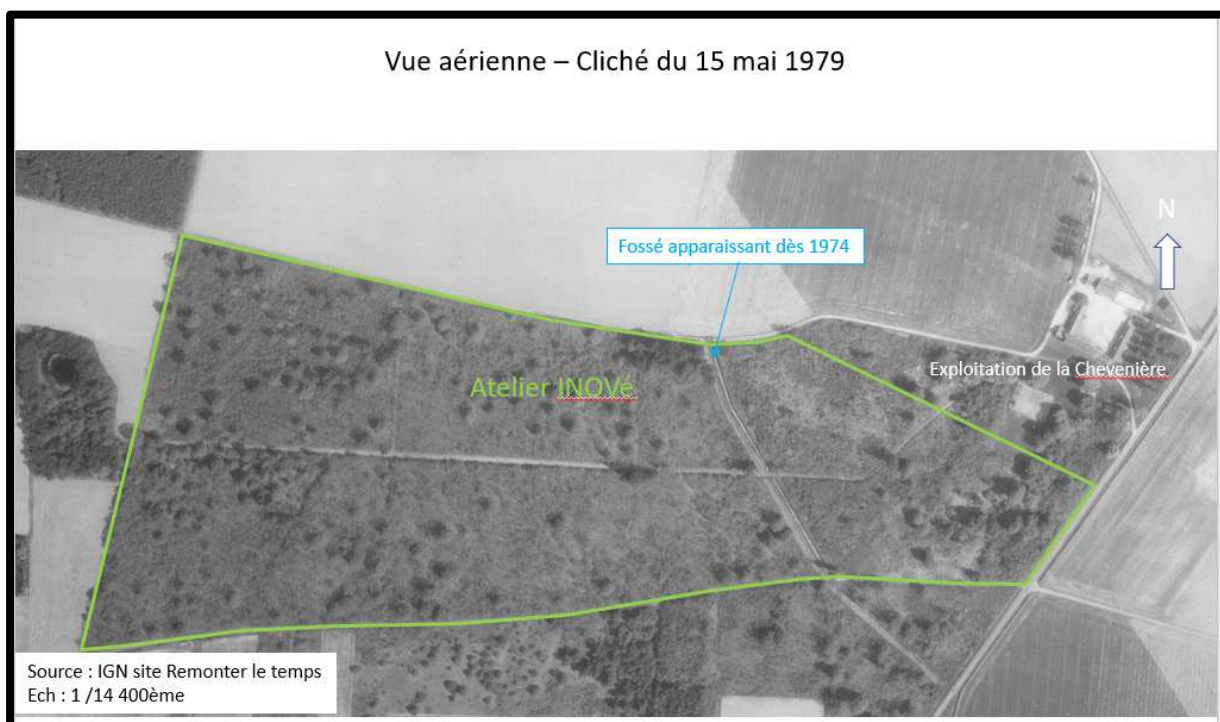 Vue aérienne – Cliché du 15 mai 1979
N
Fossé apparaissant dès 1974
Exploitation de la Chevenière
Atelier INOVé
Source : IGN site Remonter le temps
Ech : 1 /14 400ème